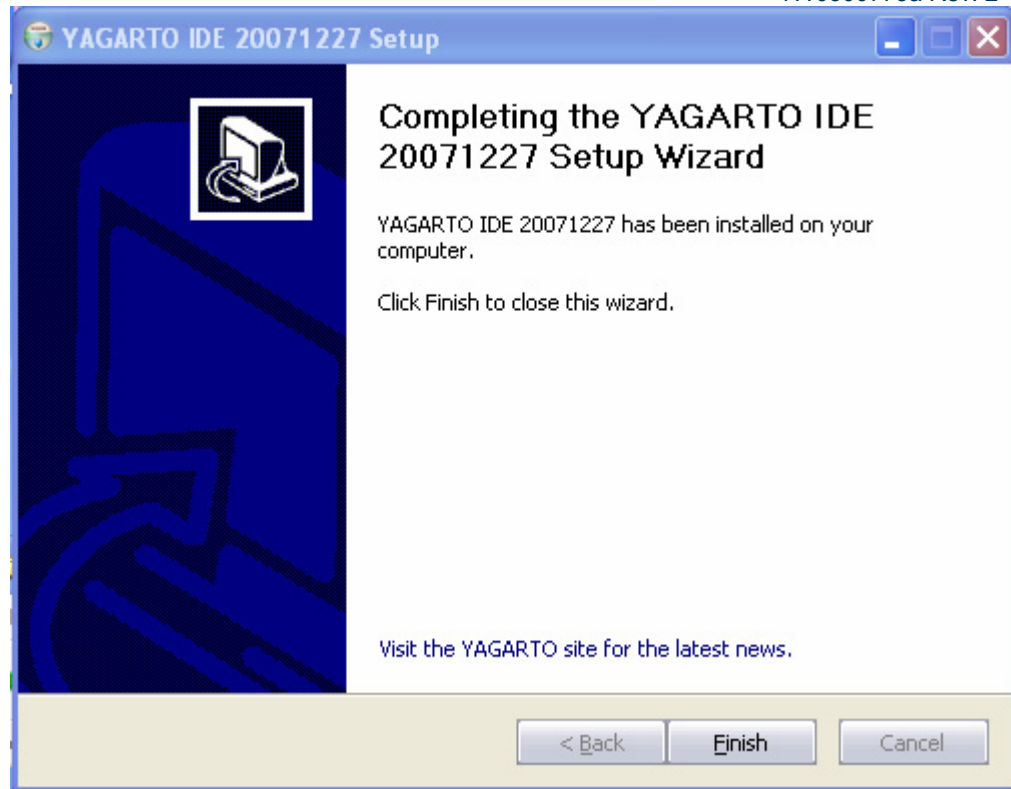 YAGARTO IDE 20071227 Setup
Completing the YAGARTO IDE
20071227 Setup Wizard
YAGARTO IDE 20071227 has been installed on your
computer.
Click Finish to close this wizard.
Visit the YAGARTO site for the latest news.
< Back Finish Cancel